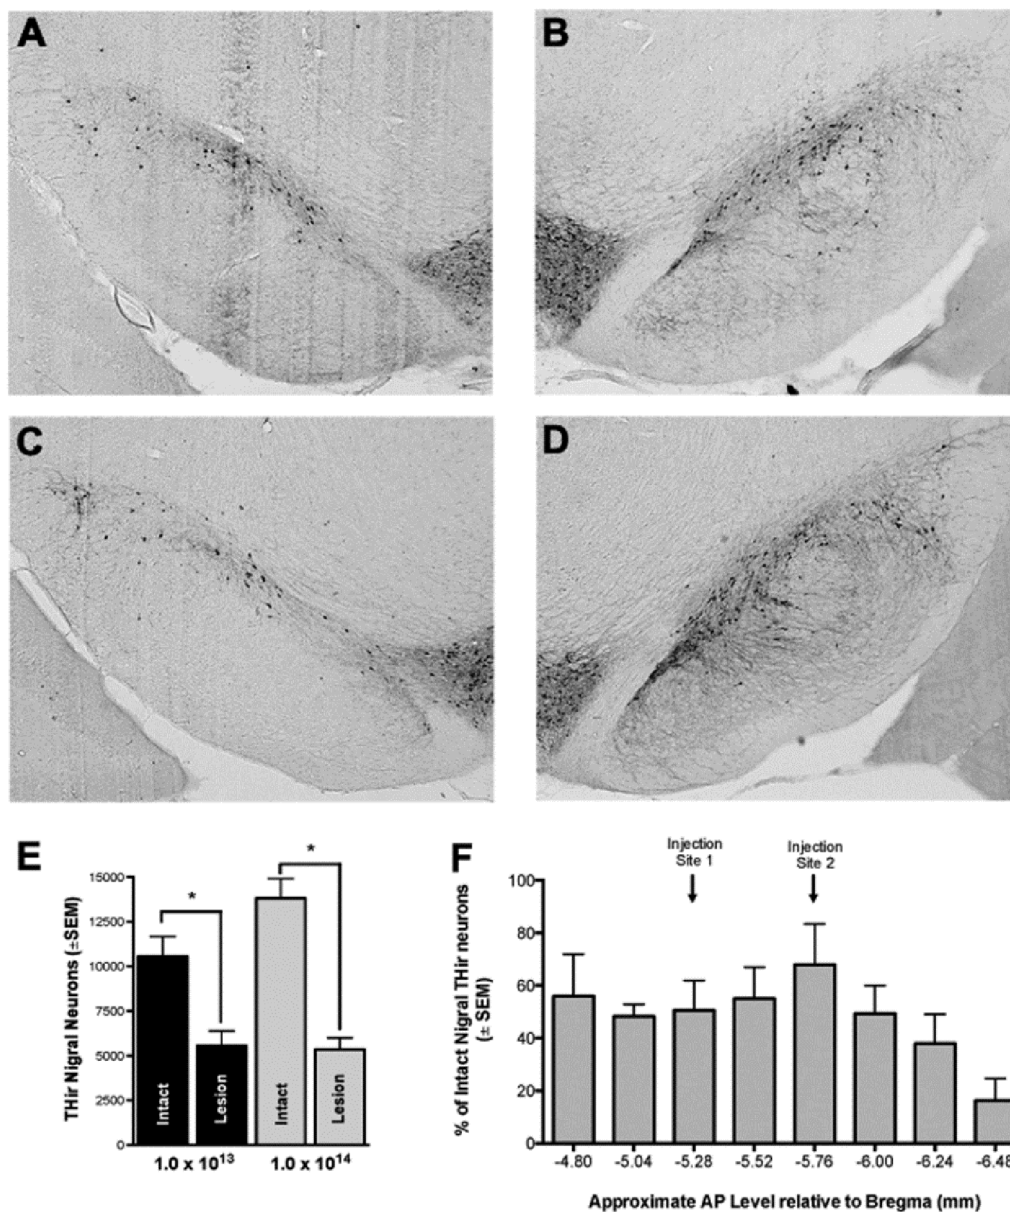 A
B
C
D
E
THir Nigral Neurons (±SEM)
15000
12500
10000
7500
5000
2500
0
*
*
Intact
Lesion
Intact
Lesion
1.0 x 10¹³
1.0 x 10¹⁴
F
Injection
Site 1
Injection
Site 2
% of Intact Nigral THir neurons
(± SEM)
100
80
60
40
20
0
-4.80 -5.04 -5.28 -5.52 -5.76 -6.00 -6.24 -6.48
Approximate AP Level relative to Bregma (mm)